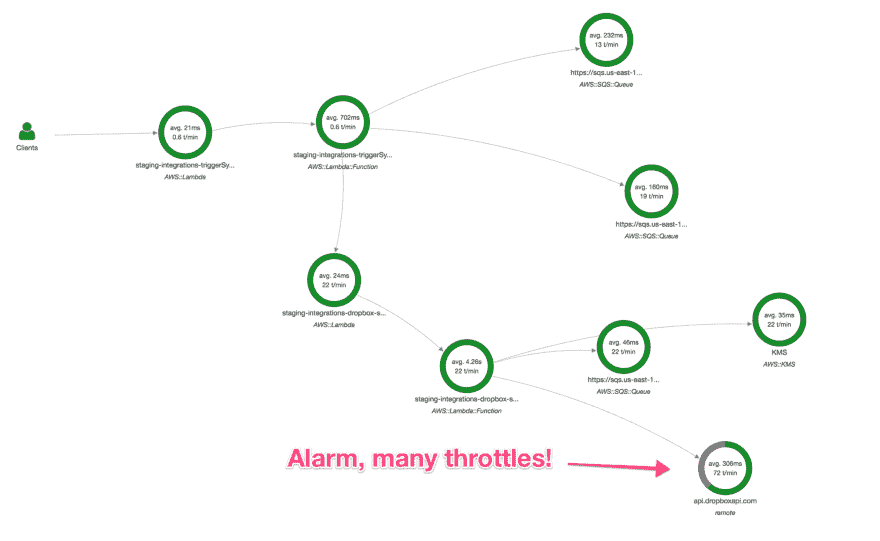 avg. 232ms
13 t/min
https://sqs.us-east-1...
AWS::SQS::Queue
Clients
avg. 21ms
0.6 t/min
staging-integrations-triggerSy...
AWS::Lambda
avg. 702ms
0.6 t/min
staging-integrations-triggerSy...
AWS::Lambda::Function
avg. 160ms
19 t/min
https://sqs.us-east-1...
AWS::SQS::Queue
avg. 24ms
22 t/min
staging-integrations-dropbox-s...
AWS::Lambda
avg. 4.26s
22 t/min
staging-integrations-dropbox-s...
AWS::Lambda::Function
avg. 46ms
22 t/min
https://sqs.us-east-1...
AWS::SQS::Queue
avg. 35ms
22 t/min
KMS
AWS::KMS
Alarm, many throttles!
avg. 306ms
72 t/min
api.dropboxapi.com
remote